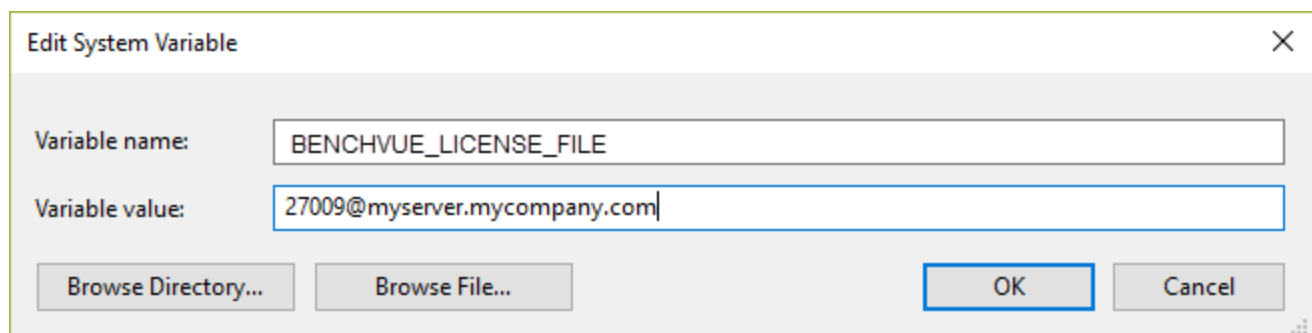 Edit System Variable
Variable name: BENCHVUE_LICENSE_FILE
Variable value: 27009@myserver.mycompany.com
Browse Directory... Browse File... OK Cancel